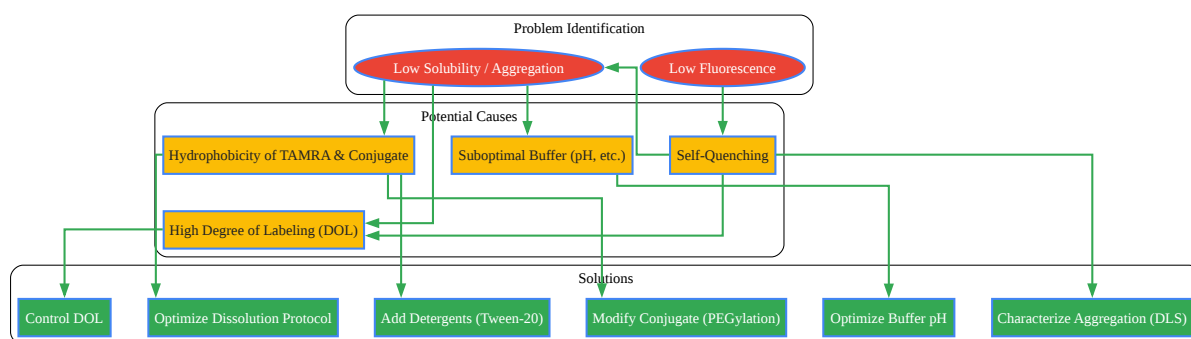 Problem Identification
Low Solubility / Aggregation
Low Fluorescence
Potential Causes
Hydrophobicity of TAMRA & Conjugate
Suboptimal Buffer (pH, etc.)
Self-Quenching
High Degree of Labeling (DOL)
Solutions
Control DOL
Optimize Dissolution Protocol
Add Detergents (Tween-20)
Modify Conjugate (PEGylation)
Optimize Buffer pH
Characterize Aggregation (DLS)